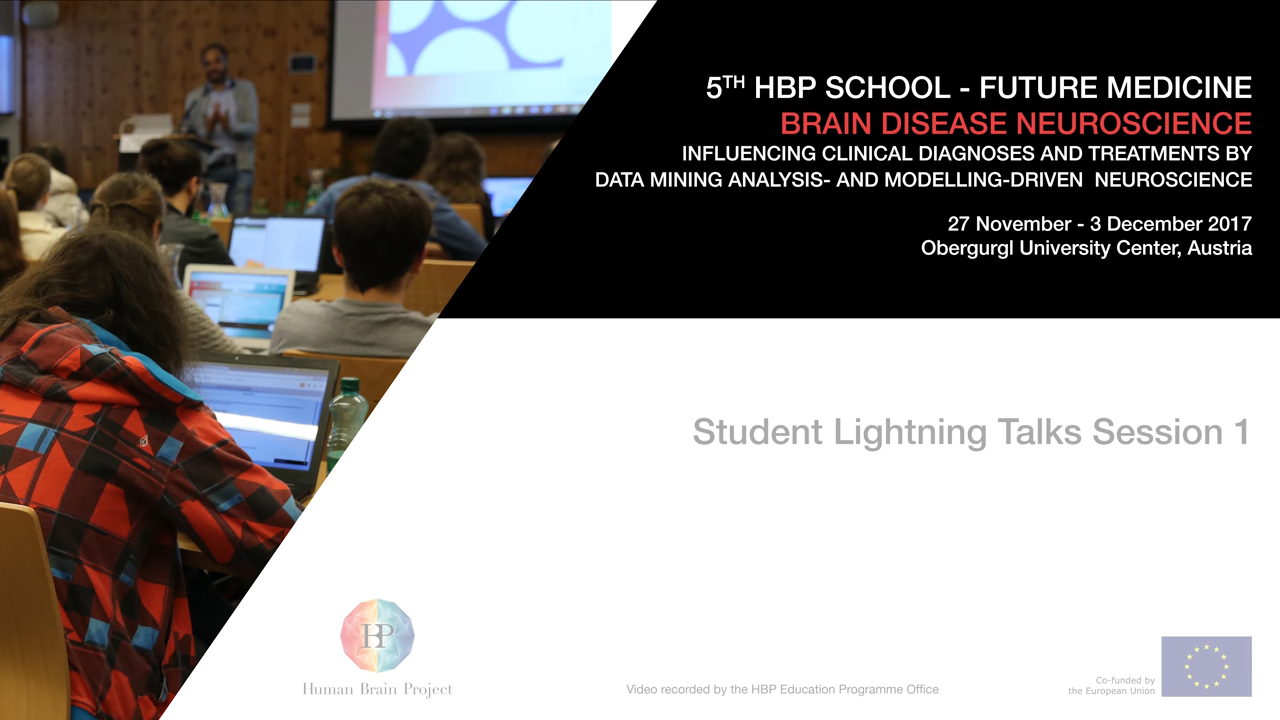 5TH HBP SCHOOL - FUTURE MEDICINE
BRAIN DISEASE NEUROSCIENCE
INFLUENCING CLINICAL DIAGNOSES AND TREATMENTS BY
DATA MINING ANALYSIS- AND MODELLING-DRIVEN NEUROSCIENCE
27 November - 3 December 2017
Obergurgl University Center, Austria
Student Lightning Talks Session 1
HBP
Human Brain Project
Video recorded by the HBP Education Programme Office
Co-funded by
the European Union